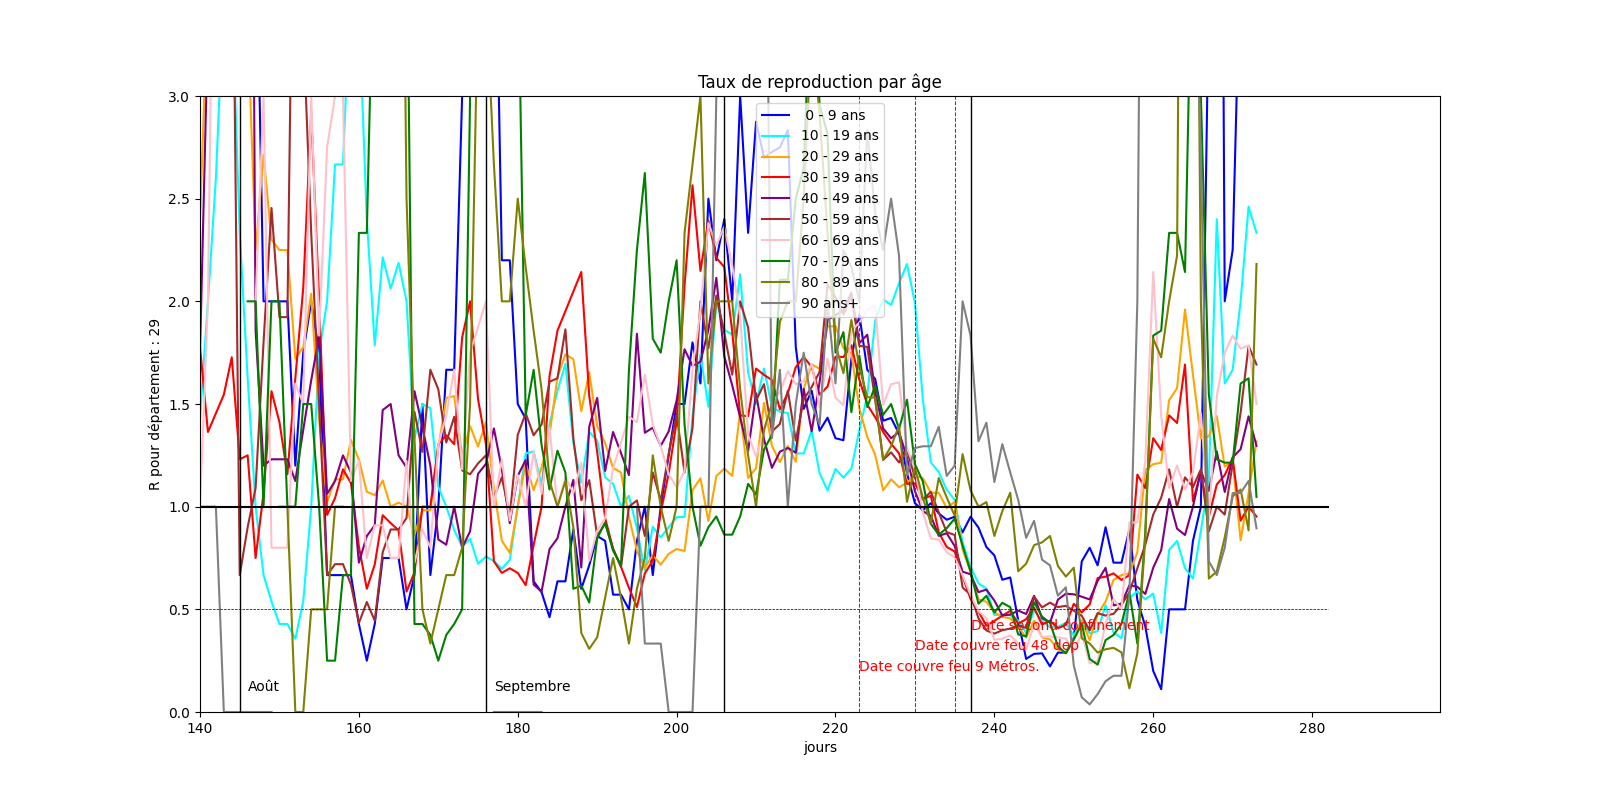 Taux de reproduction par âge
R pour département : 29
3.0
2.5
2.0
1.5
1.0
0.5
0.0
0 - 9 ans
10 - 19 ans
20 - 29 ans
30 - 39 ans
40 - 49 ans
50 - 59 ans
60 - 69 ans
70 - 79 ans
80 - 89 ans
90 ans+
Date second confinement
Date couvre feu 48 dep
Date couvre feu 9 Métros.
Août
Septembre
140 160 180 200 220 240 260 280
jours